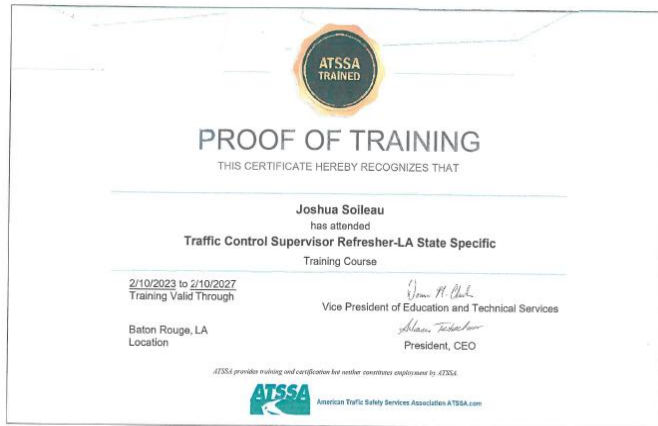 ATSSA
TRAINED
PROOF OF TRAINING
THIS CERTIFICATE HEREBY RECOGNIZES THAT
Joshua Soileau
has attended
Traffic Control Supervisor Refresher-LA State Specific
Training Course
2/10/2023 to 2/10/2027
Training Valid Through
Vice President of Education and Technical Services
Baton Rouge, LA
Location
President, CEO
ATSSA provides training and certification but neither constitutes employment by ATSSA.
ATSSA
American Traffic Safety Services Association ATSSA.com